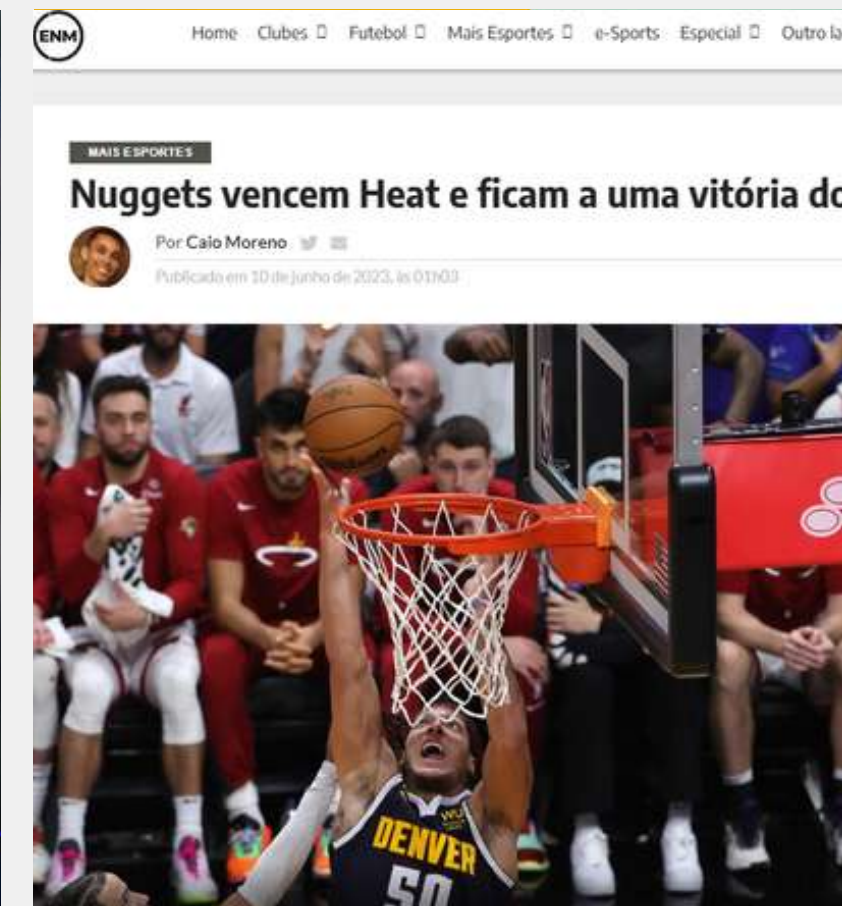 ENM
Home Clubes Futebol Mais Esportes e-Sports Especial Outro la
MAIS ESPORTES
Nuggets vencem Heat e ficam a uma vitória do
Por Caio Moreno
Publicado em 10 de junho de 2023, às 01h03
WU
DENVER
50